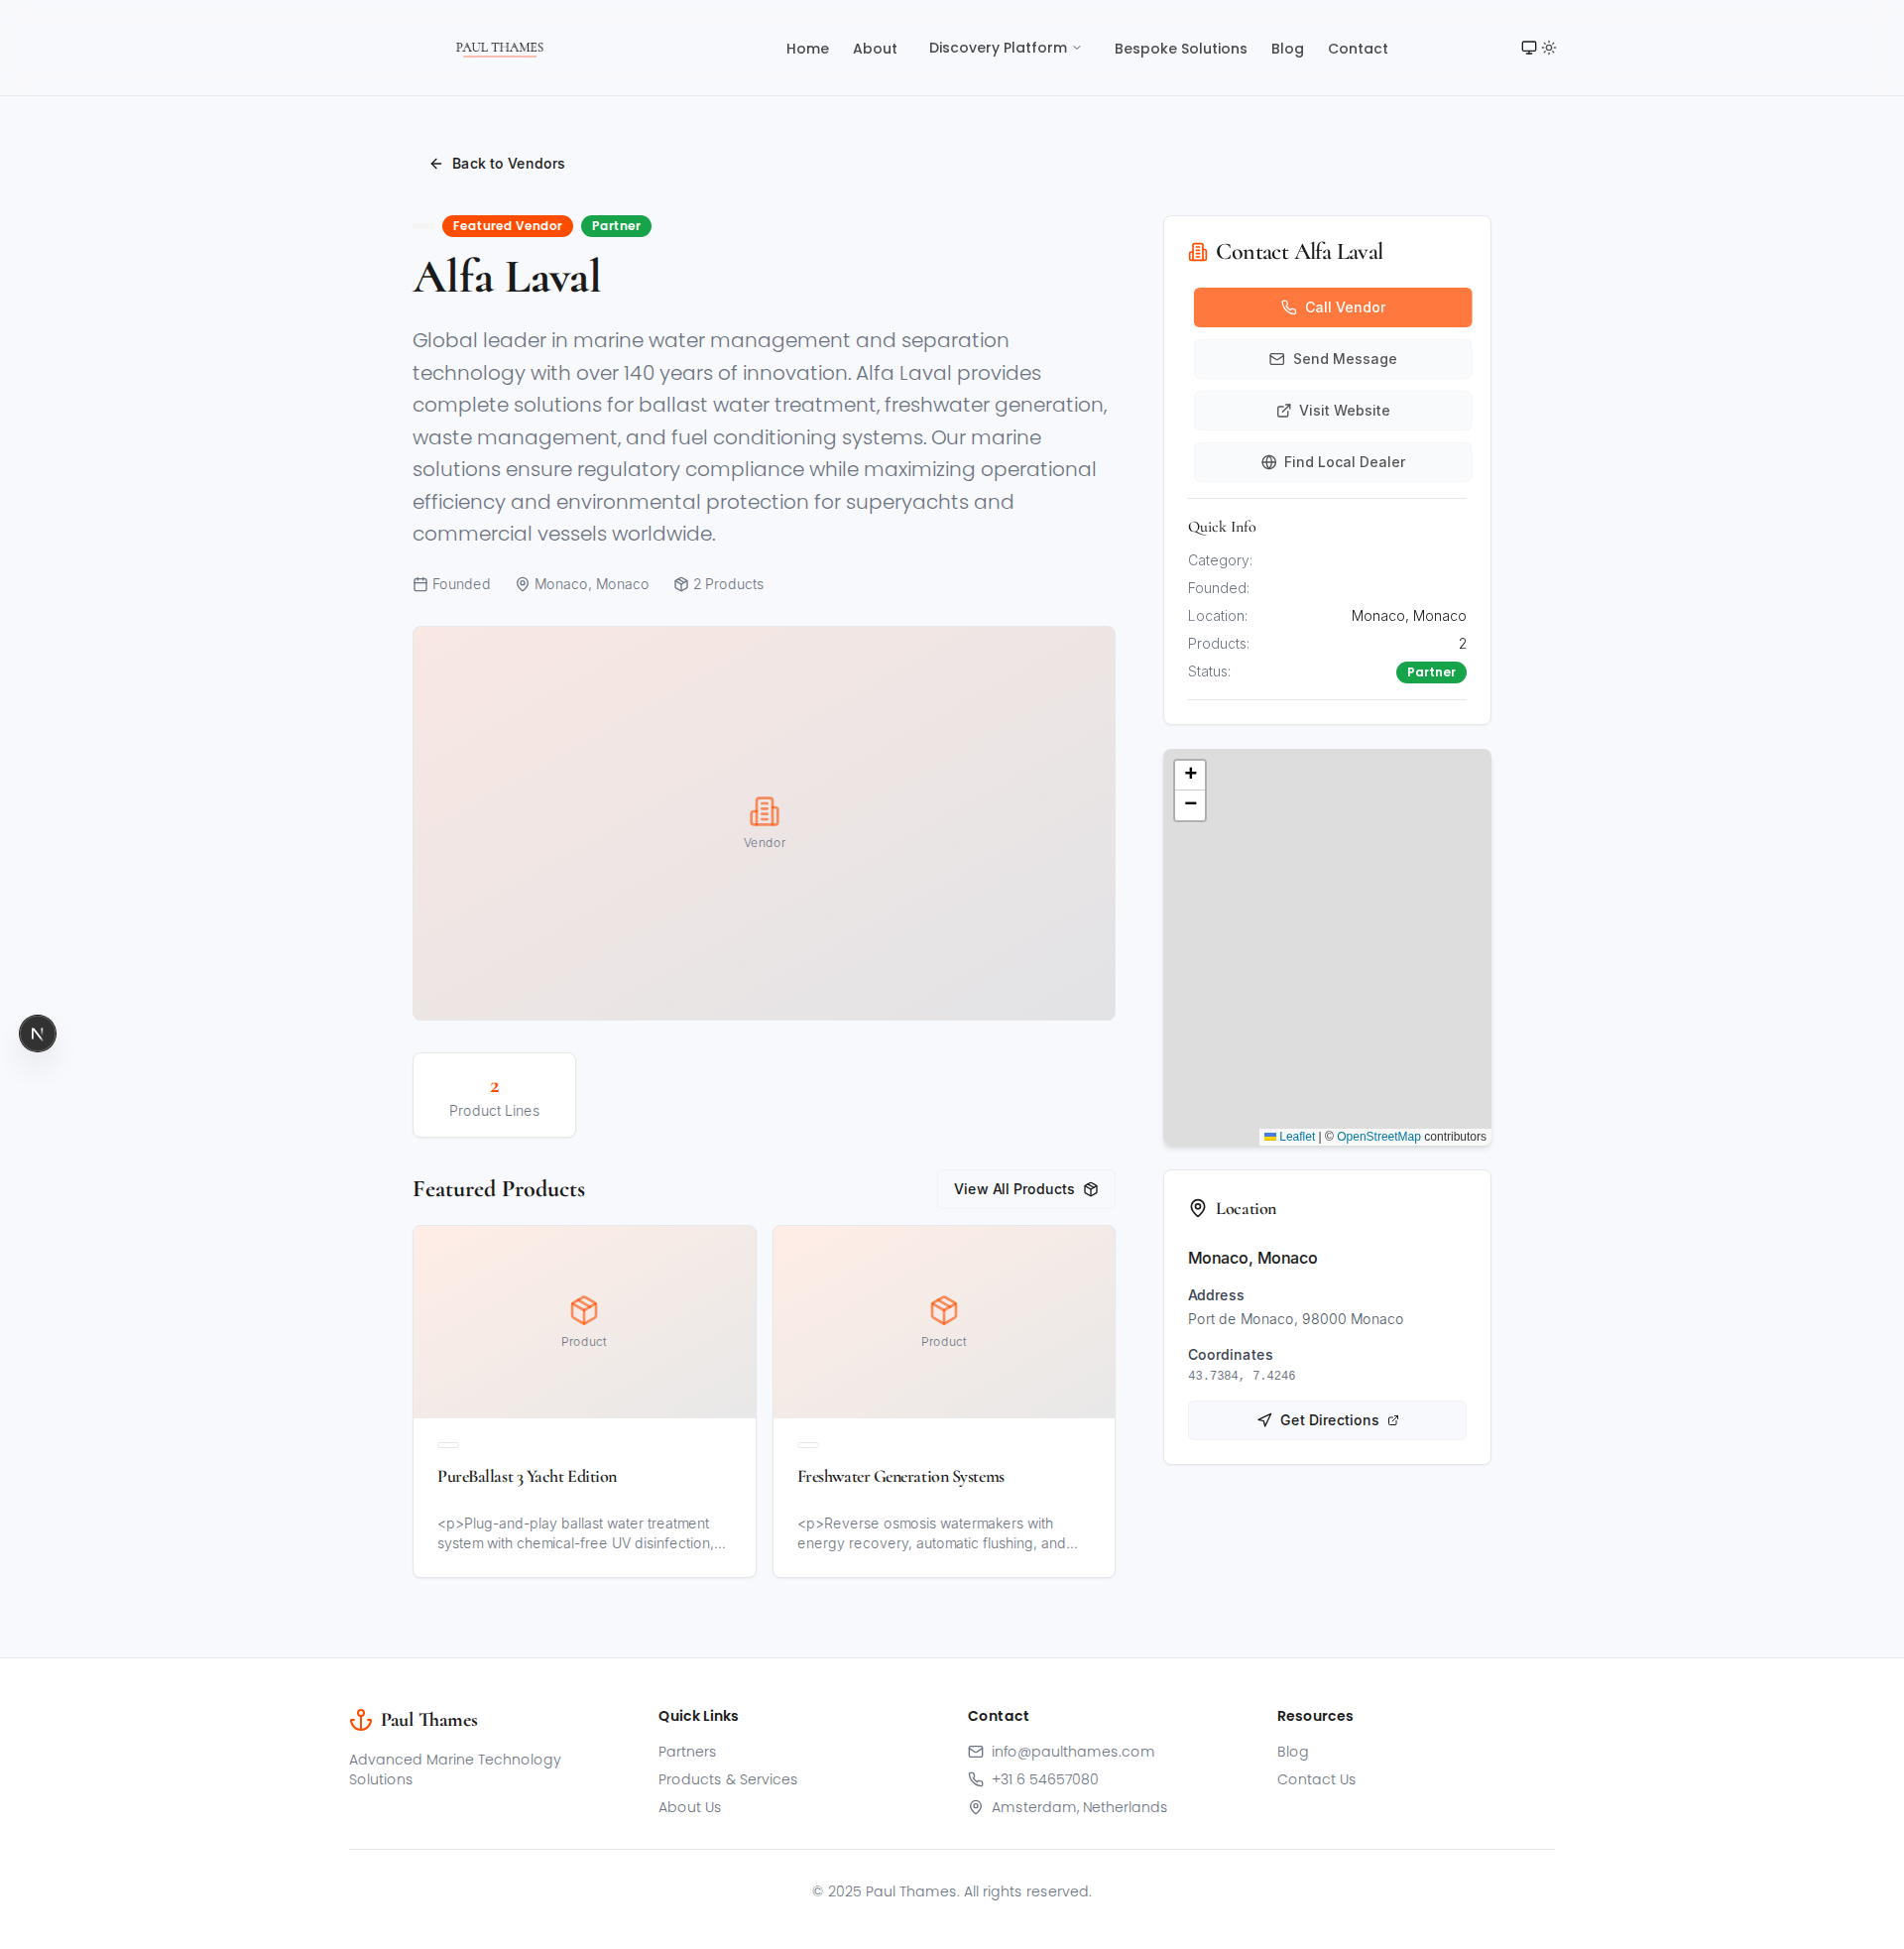 PAUL THAMES
Home About Discovery Platform Bespoke Solutions Blog Contact
Back to Vendors
Featured Vendor Partner
Alfa Laval
Global leader in marine water management and separation
technology with over 140 years of innovation. Alfa Laval provides
complete solutions for ballast water treatment, freshwater generation,
waste management, and fuel conditioning systems. Our marine
solutions ensure regulatory compliance while maximizing operational
efficiency and environmental protection for superyachts and
commercial vessels worldwide.
Founded Monaco, Monaco 2 Products
Vendor
2
Product Lines
Featured Products
View All Products
Product
PureBallast 3 Yacht Edition
<p>Plug-and-play ballast water treatment
system with chemical-free UV disinfection,...
Product
Freshwater Generation Systems
<p>Reverse osmosis watermakers with
energy recovery, automatic flushing, and...
Contact Alfa Laval
Call Vendor
Send Message
Visit Website
Find Local Dealer
Quick Info
Category:
Founded:
Location: Monaco, Monaco
Products: 2
Status: Partner
+
−
Leaflet | © OpenStreetMap contributors
Location
Monaco, Monaco
Address
Port de Monaco, 98000 Monaco
Coordinates
43.7384, 7.4246
Get Directions
N
Paul Thames
Advanced Marine Technology
Solutions
Quick Links
Partners
Products & Services
About Us
Contact
info@paulthames.com
+31 6 54657080
Amsterdam, Netherlands
Resources
Blog
Contact Us
© 2025 Paul Thames. All rights reserved.